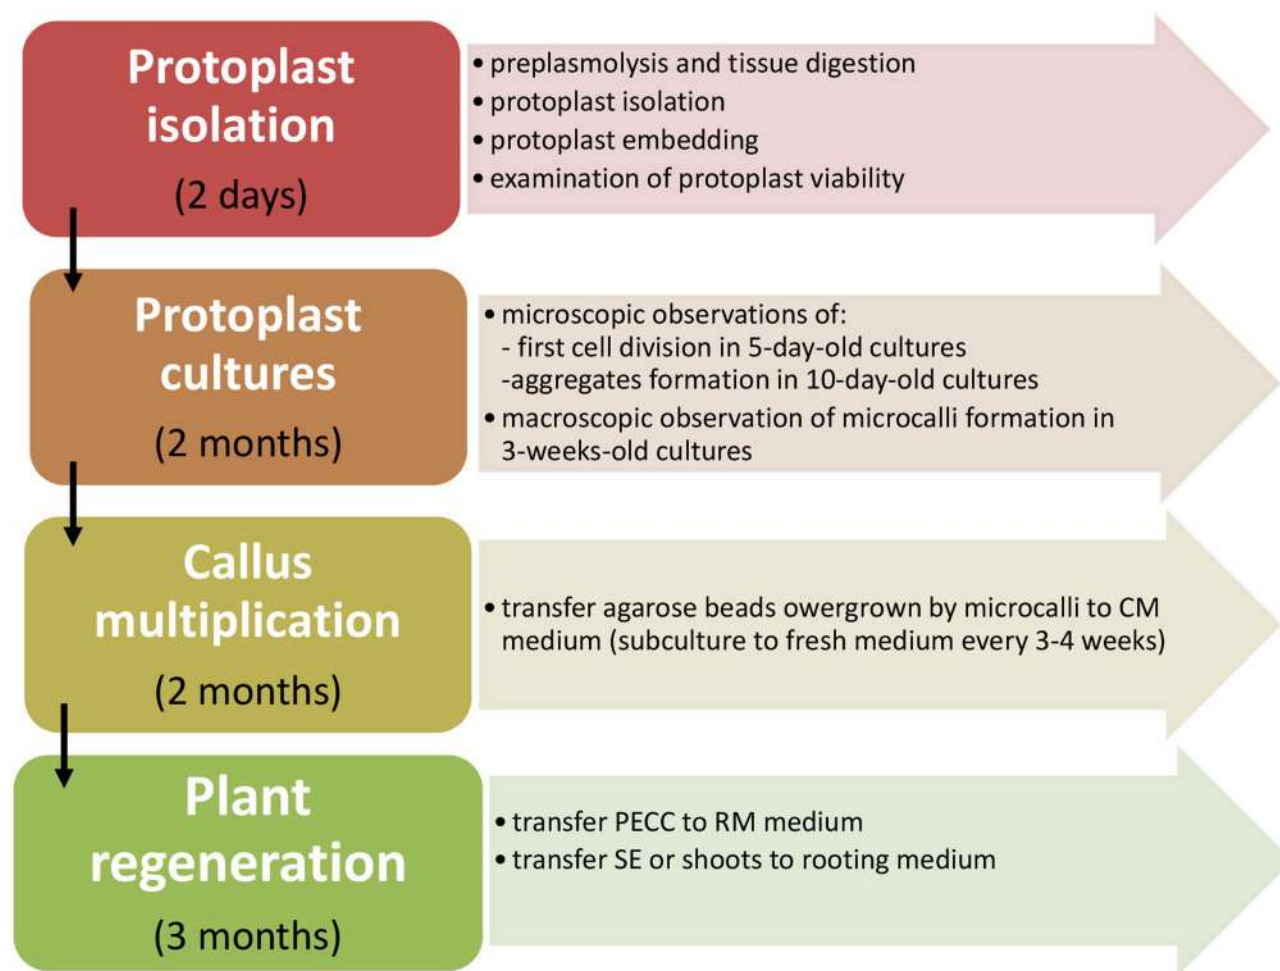 Protoplast
isolation
(2 days)
• preplasmolysis and tissue digestion
• protoplast isolation
• protoplast embedding
• examination of protoplast viability
Protoplast
cultures
(2 months)
• microscopic observations of:
- first cell division in 5-day-old cultures
-aggregates formation in 10-day-old cultures
• macroscopic observation of microcalli formation in
3-weeks-old cultures
Callus
multiplication
(2 months)
• transfer agarose beads owergrown by microcalli to CM
medium (subculture to fresh medium every 3-4 weeks)
Plant
regeneration
(3 months)
• transfer PECC to RM medium
• transfer SE or shoots to rooting medium